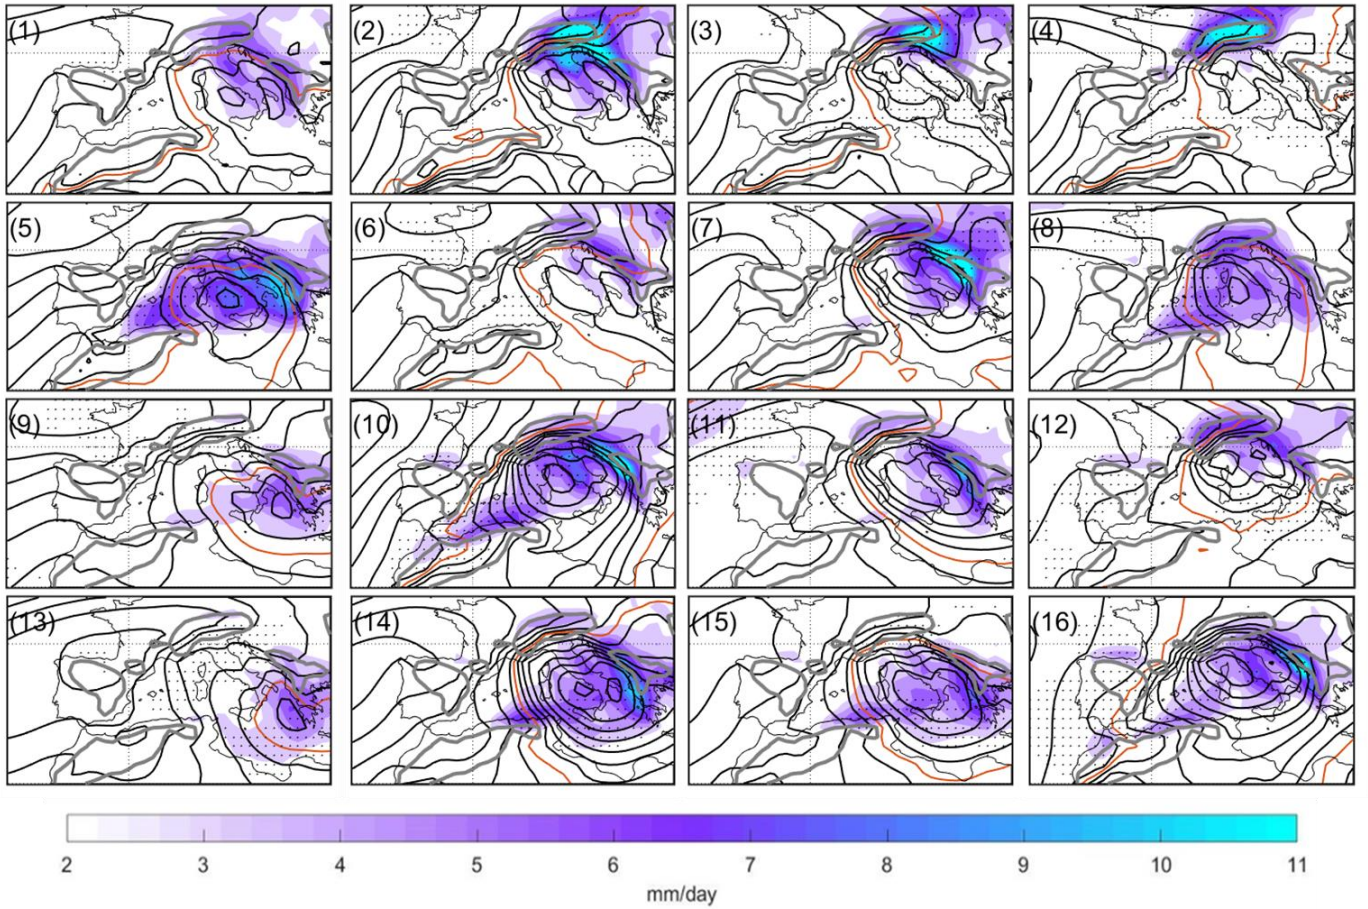 (1) (2) (3) (4)
(5) (6) (7) (8)
(9) (10) (11) (12)
(13) (14) (15) (16)
2 3 4 5 6 7 8 9 10 11
mm/day